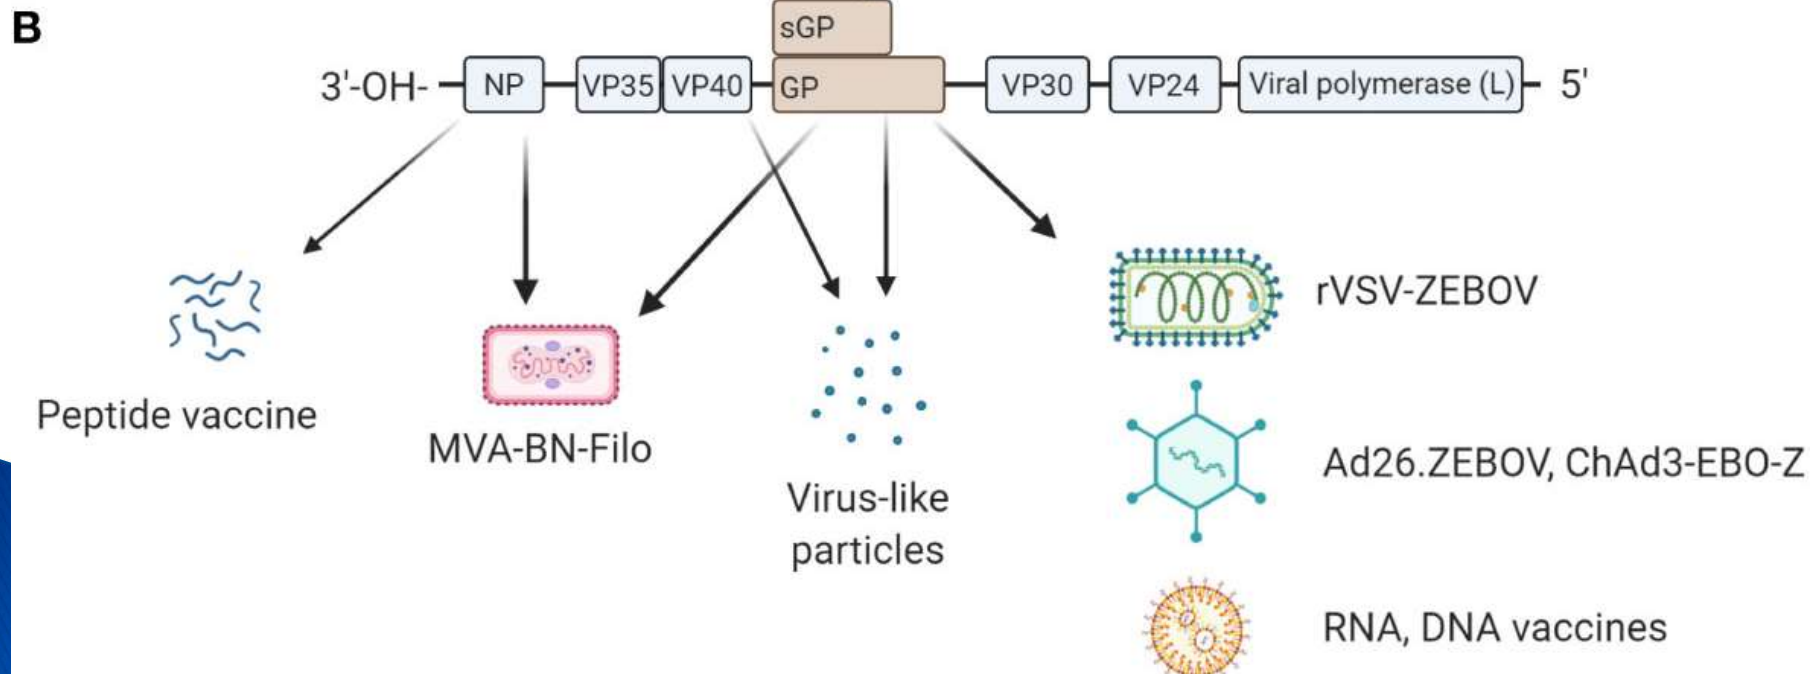 B
sGP
3'-OH- NP VP35 VP40 GP VP30 VP24 Viral polymerase (L) 5'
rVSV-ZEBOV
Peptide vaccine
MVA-BN-Filo
Ad26.ZEBOV, ChAd3-EBO-Z
Virus-like
particles
RNA, DNA vaccines